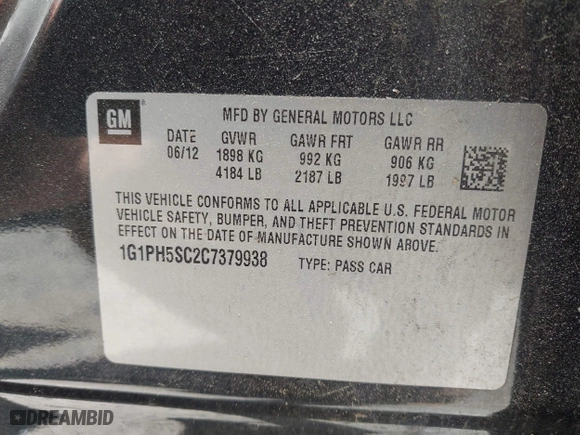 GM
MFD BY GENERAL MOTORS LLC
DATE GVWR GAWR FRT GAWR RR
06/12 1898 KG 992 KG 906 KG
4184 LB 2187 LB 1997 LB
THIS VEHICLE CONFORMS TO ALL APPLICABLE U.S. FEDERAL MOTOR
VEHICLE SAFETY, BUMPER, AND THEFT PREVENTION STANDARDS IN
EFFECT ON THE DATE OF MANUFACTURE SHOWN ABOVE.
1G1PH5SC2C7379938 TYPE: PASS CAR
DREAMBID